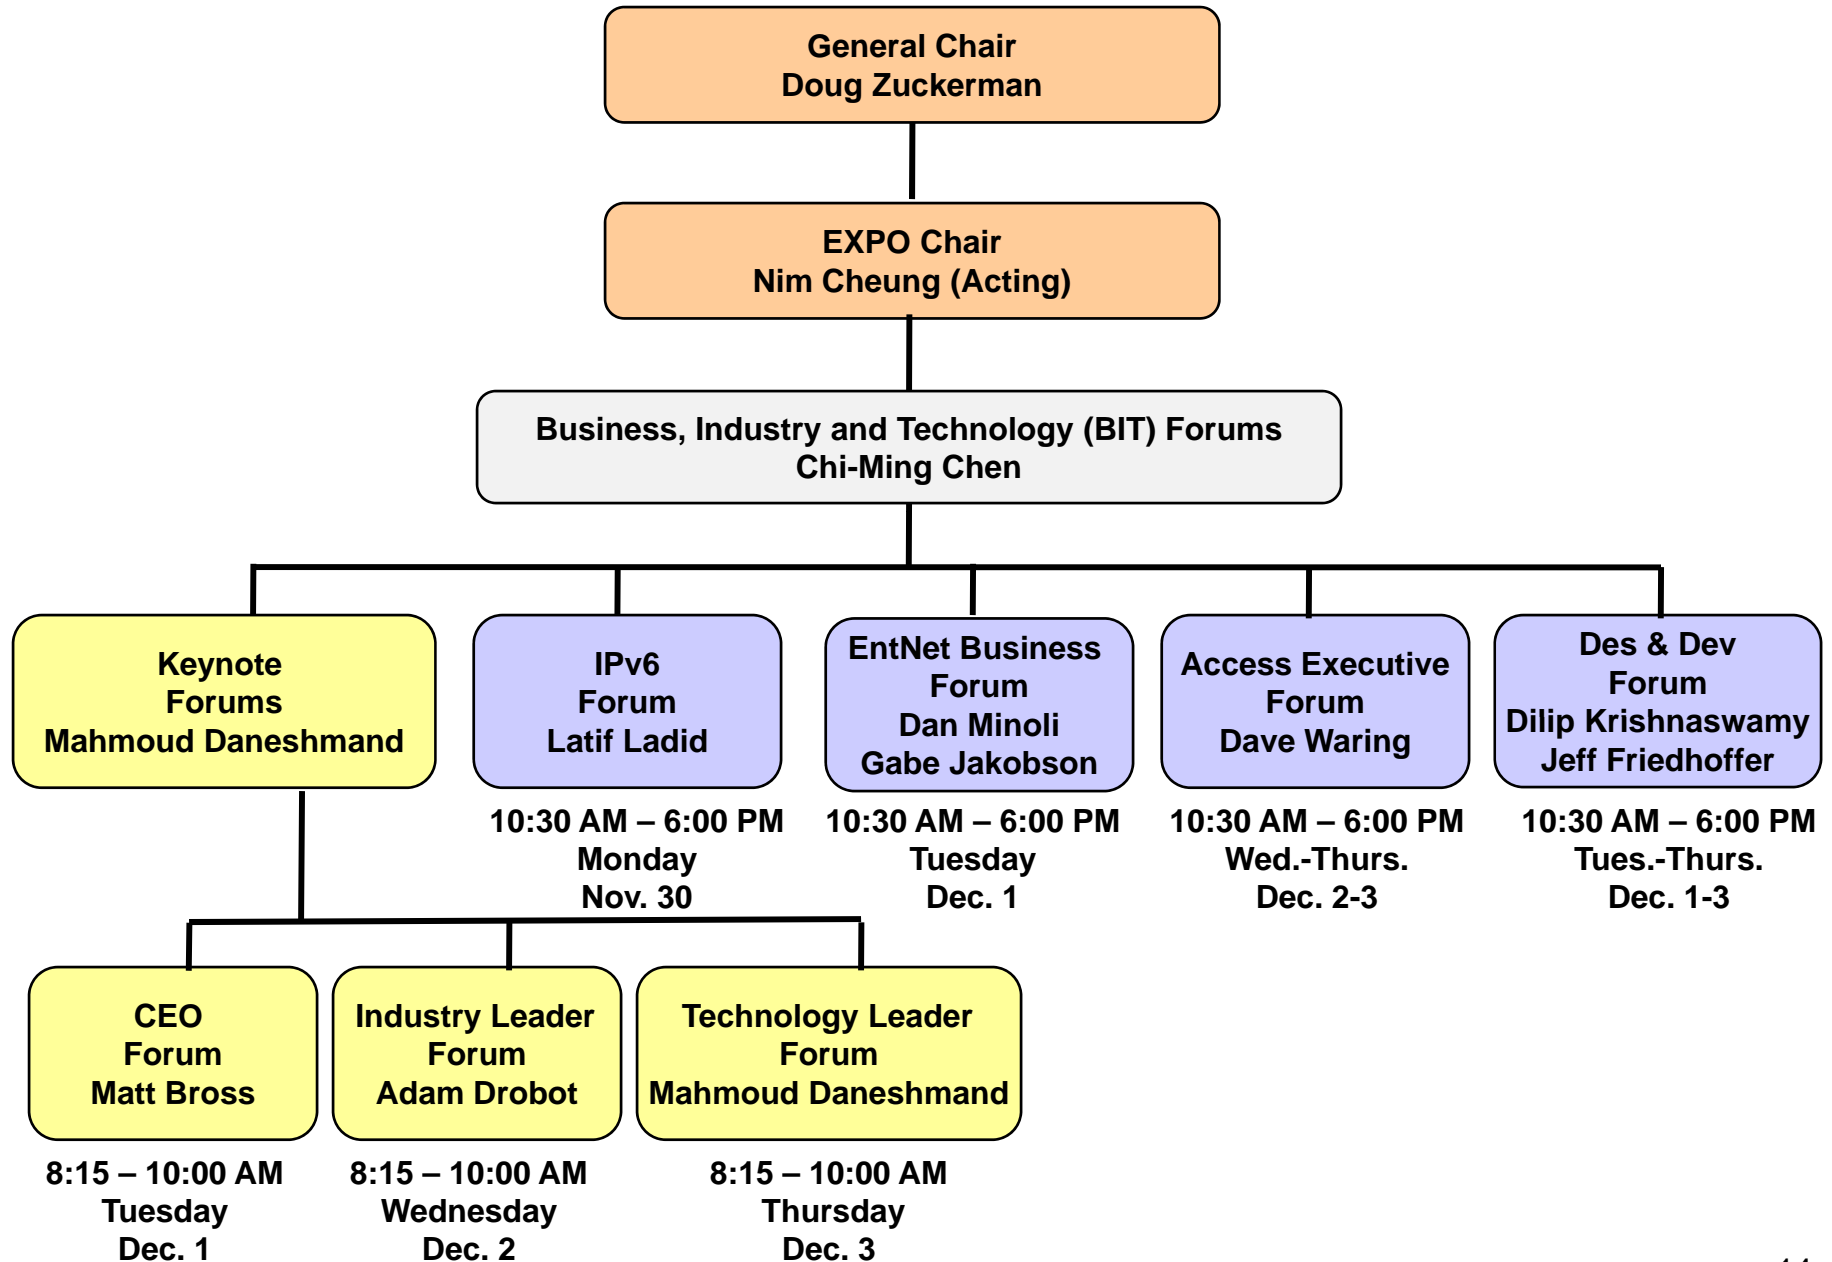 General Chair
Doug Zuckerman
EXPO Chair
Nim Cheung (Acting)
Business, Industry and Technology (BIT) Forums
Chi-Ming Chen
Keynote
Forums
Mahmoud Daneshmand
IPv6
Forum
Latif Ladid
10:30 AM – 6:00 PM
Monday
Nov. 30
EntNet Business
Forum
Dan Minoli
Gabe Jakobson
10:30 AM – 6:00 PM
Tuesday
Dec. 1
Access Executive
Forum
Dave Waring
10:30 AM – 6:00 PM
Wed.-Thurs.
Dec. 2-3
Des & Dev
Forum
Dilip Krishnaswamy
Jeff Friedhoffer
10:30 AM – 6:00 PM
Tues.-Thurs.
Dec. 1-3
CEO
Forum
Matt Bross
8:15 – 10:00 AM
Tuesday
Dec. 1
Industry Leader
Forum
Adam Drobot
8:15 – 10:00 AM
Wednesday
Dec. 2
Technology Leader
Forum
Mahmoud Daneshmand
8:15 – 10:00 AM
Thursday
Dec. 3